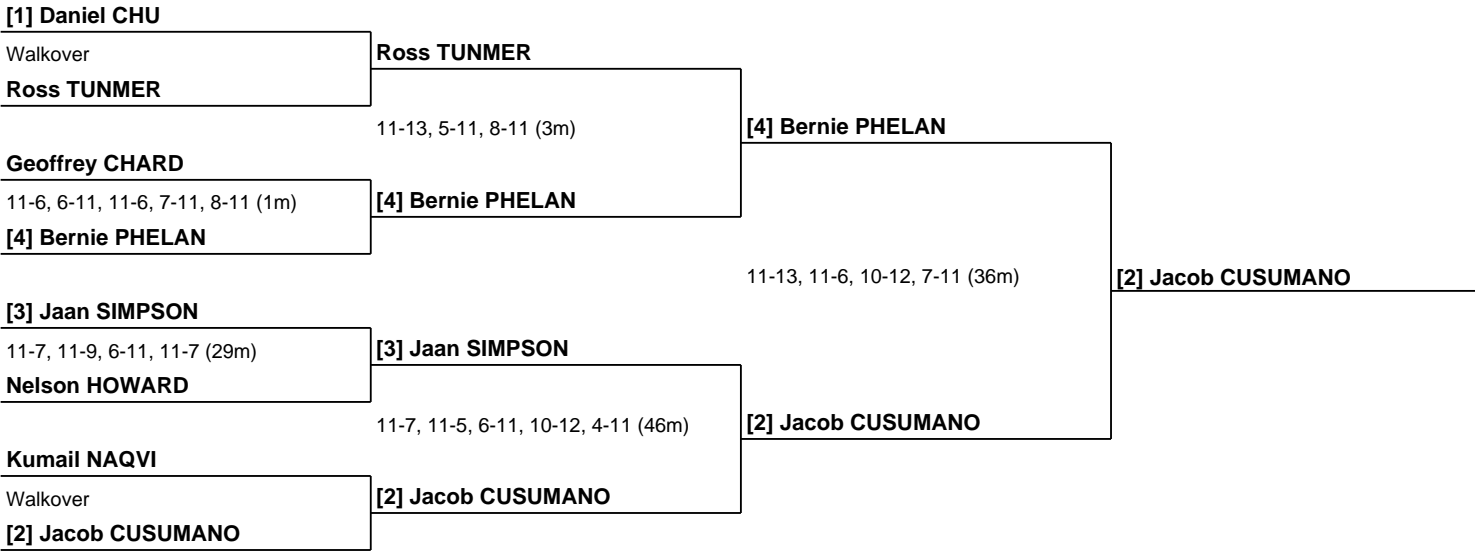 [1] Daniel CHU
Walkover
Ross TUNMER
Ross TUNMER
11-13, 5-11, 8-11 (3m)
[4] Bernie PHELAN
Geoffrey CHARD
11-6, 6-11, 11-6, 7-11, 8-11 (1m)
[4] Bernie PHELAN
[4] Bernie PHELAN
11-13, 11-6, 10-12, 7-11 (36m)
[2] Jacob CUSUMANO
[3] Jaan SIMPSON
11-7, 11-9, 6-11, 11-7 (29m)
Nelson HOWARD
[3] Jaan SIMPSON
11-7, 11-5, 6-11, 10-12, 4-11 (46m)
[2] Jacob CUSUMANO
Kumail NAQVI
Walkover
[2] Jacob CUSUMANO
[2] Jacob CUSUMANO